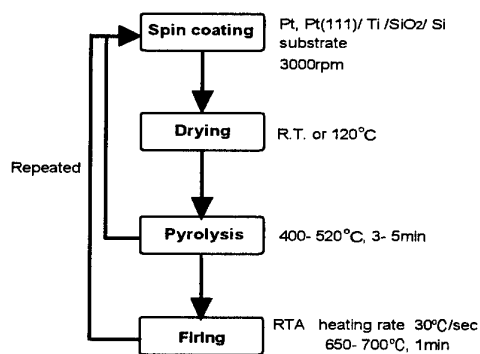 Spin coating
Pt, Pt(111)/ Ti /SiO₂/ Si
substrate
3000rpm
Drying
R.T. or 120°C
Repeated
Pyrolysis
400- 520°C, 3- 5min
Firing
RTA heating rate 30°C/sec
650- 700°C, 1min